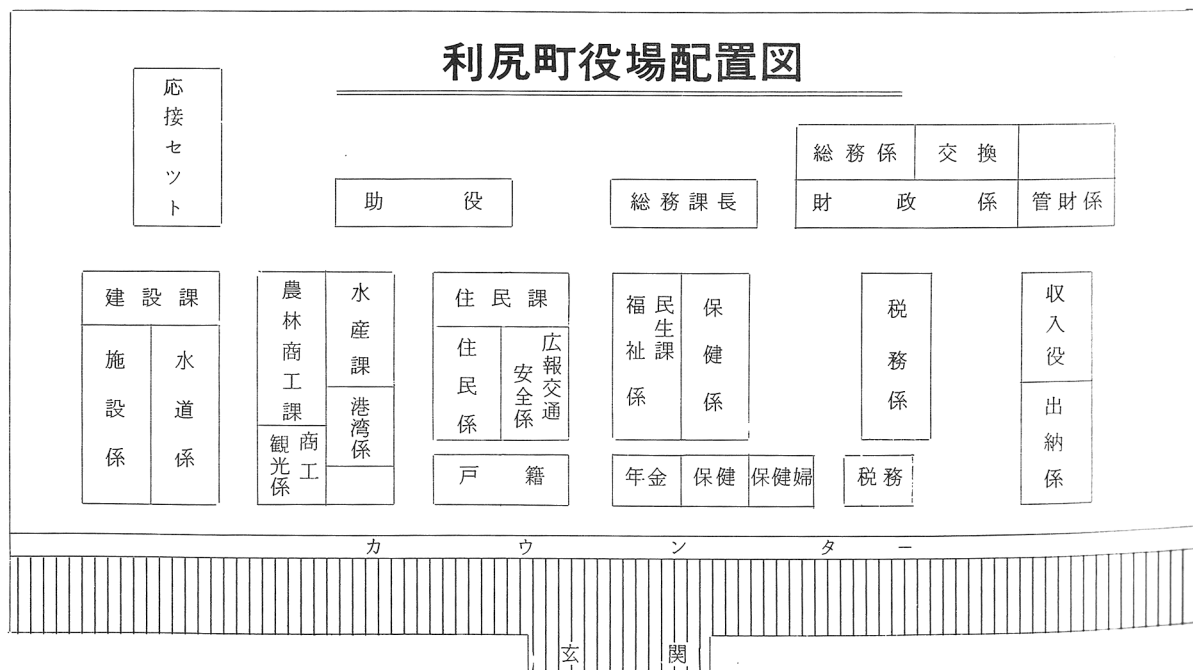 利尻町役場配置図
応接セツト
助役
総務課長
総務係
交換
財政係
管財係
建設課
施設係
水道係
農林商工課
水産課
港湾係
商工
観光係
住民課
住民係
広報交通
安全係
戸籍
民生課
福祉係
保健係
年金
保健
保健婦
税務係
税務
収入役
出納係
カウンター
玄関